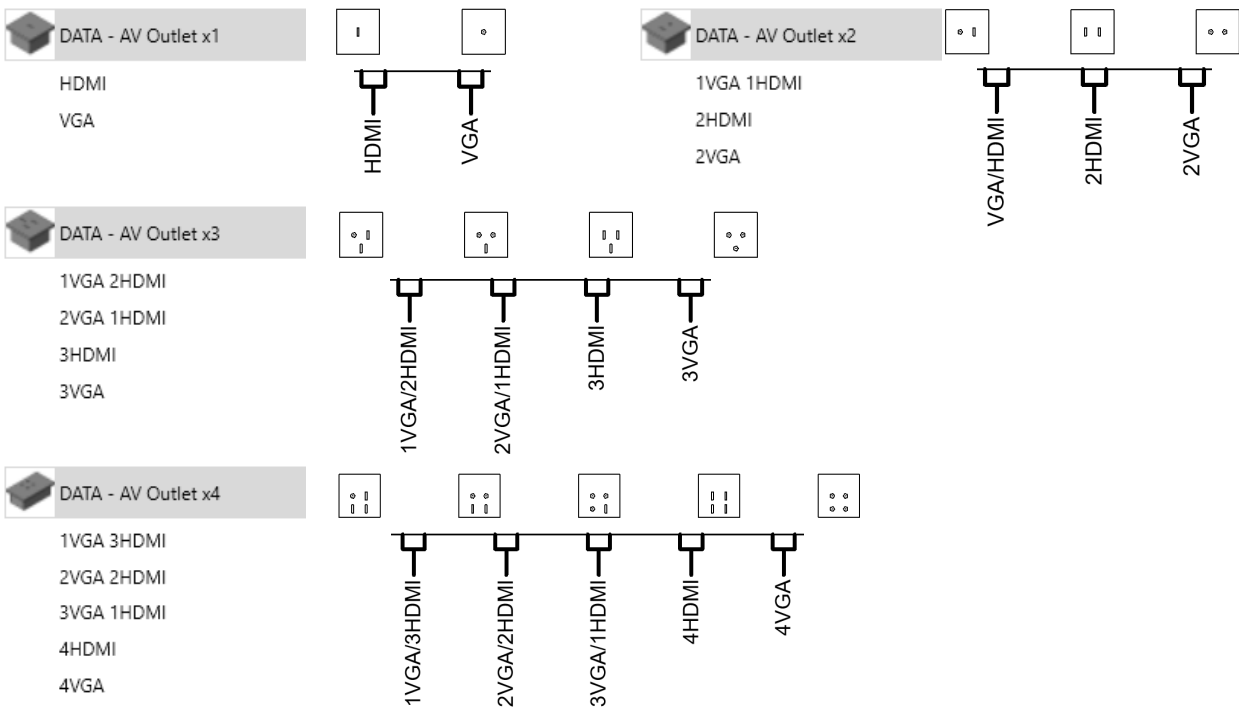 DATA - AV Outlet x1
HDMI
VGA
HDMI
VGA
DATA - AV Outlet x2
1VGA 1HDMI
2HDMI
2VGA
VGA/HDMI
2HDMI
2VGA
DATA - AV Outlet x3
1VGA 2HDMI
2VGA 1HDMI
3HDMI
3VGA
1VGA/2HDMI
2VGA/1HDMI
3HDMI
3VGA
DATA - AV Outlet x4
1VGA 3HDMI
2VGA 2HDMI
3VGA 1HDMI
4HDMI
4VGA
1VGA/3HDMI
2VGA/2HDMI
3VGA/1HDMI
4HDMI
4VGA